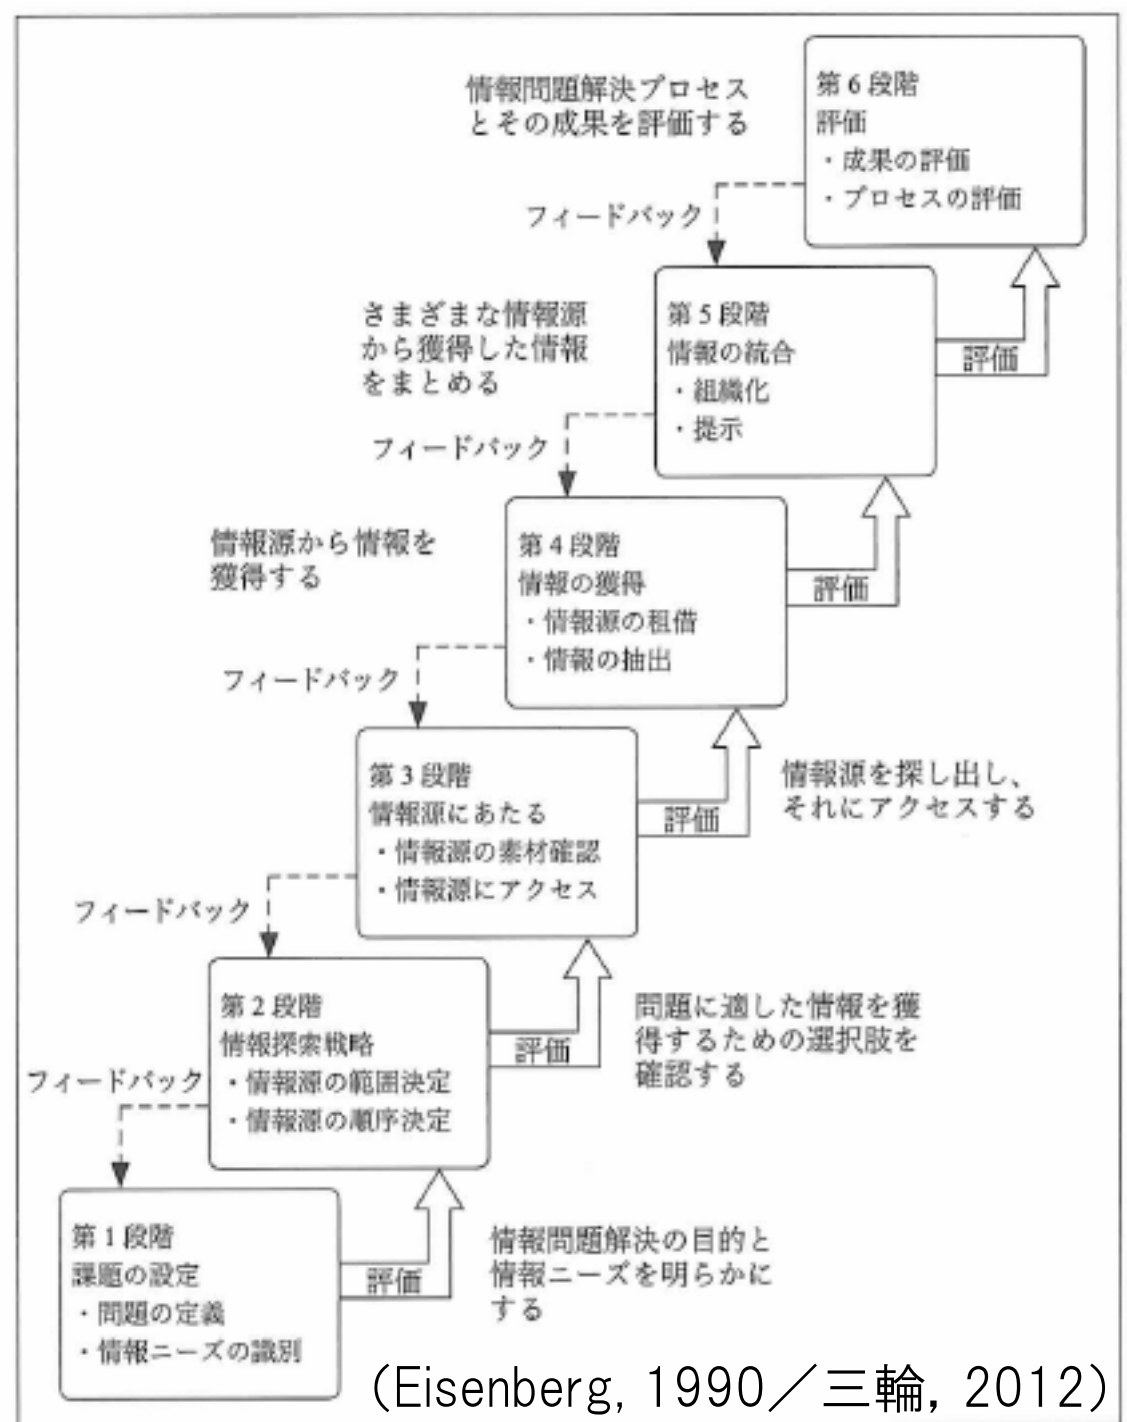 情報問題解決プロセス
とその成果を評価する
第6段階
評価
・成果の評価
・プロセスの評価
フィードバック
さまざまな情報源
から獲得した情報
をまとめる
第5段階
情報の統合
・組織化
・提示
評価
フィードバック
情報源から情報を
獲得する
第4段階
情報の獲得
・情報源の租借
・情報の抽出
評価
フィードバック
第3段階
情報源にあたる
・情報源の素材確認
・情報源にアクセス
評価
情報源を探し出し、
それにアクセスする
フィードバック
第2段階
情報探索戦略
・情報源の範囲決定
・情報源の順序決定
評価
問題に適した情報を獲
得するための選択肢を
確認する
フィードバック
第1段階
課題の設定
・問題の定義
・情報ニーズの識別
評価
情報問題解決の目的と
情報ニーズを明らかに
する
(Eisenberg, 1990／三輪, 2012)